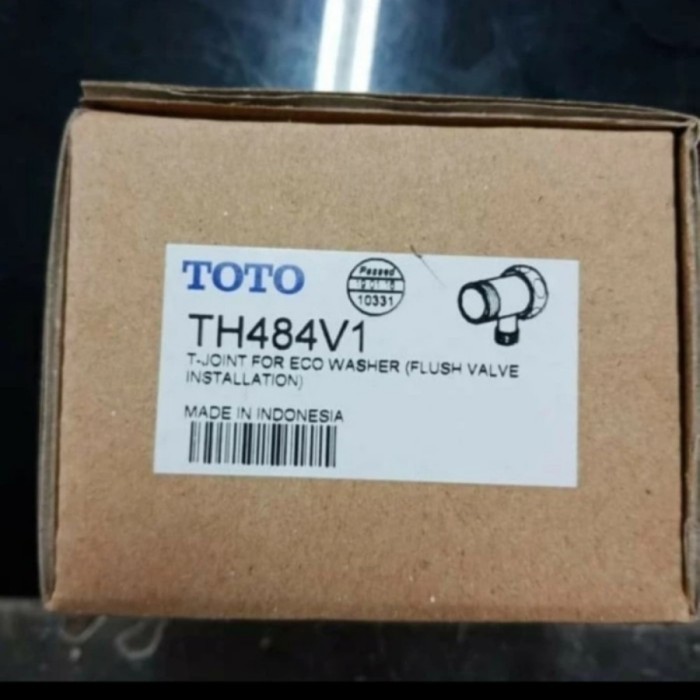 TOTO
Passed
10331
TH484V1
T-JOINT FOR ECO WASHER (FLUSH VALVE
INSTALLATION)
MADE IN INDONESIA